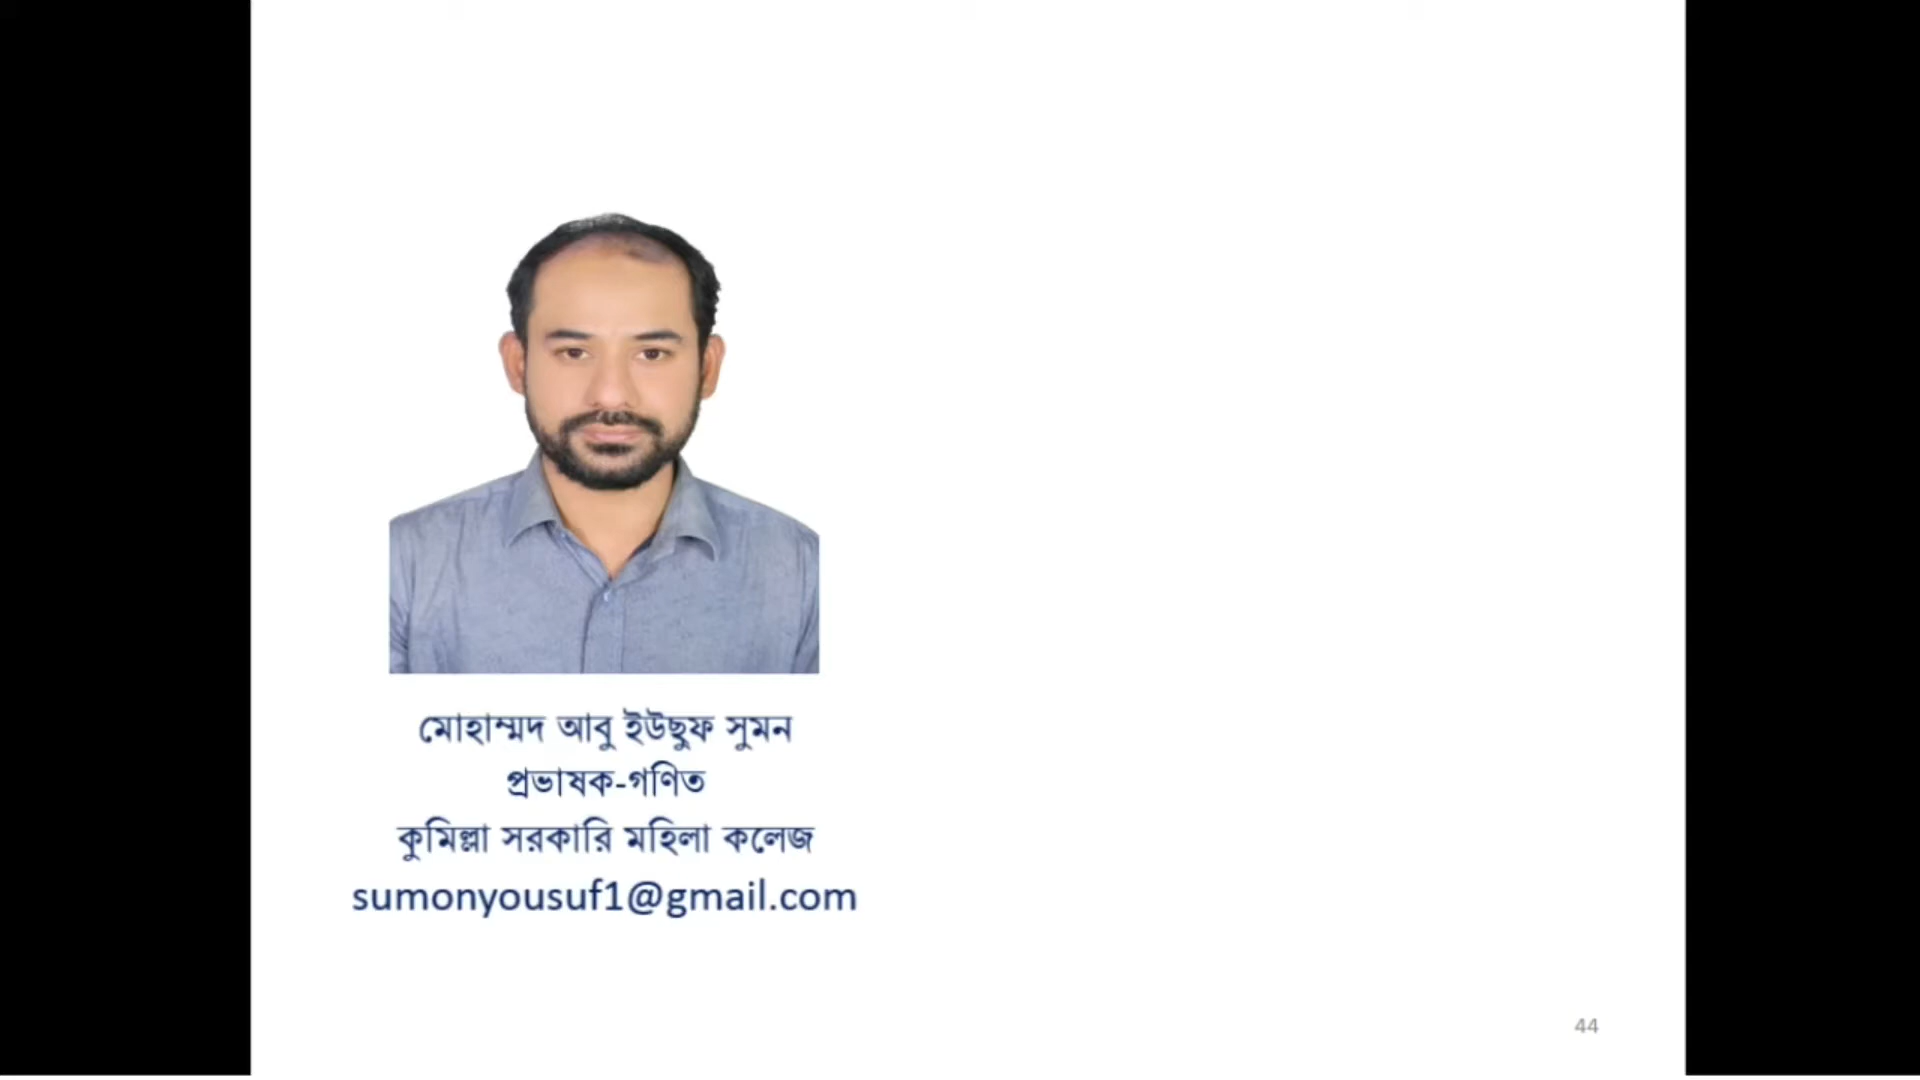 মোহাম্মদ আবু ইউছুফ সুমন
প্রভাষক-গণিত
কুমিল্লা সরকারি মহিলা কলেজ
sumonyousuf1@gmail.com
44